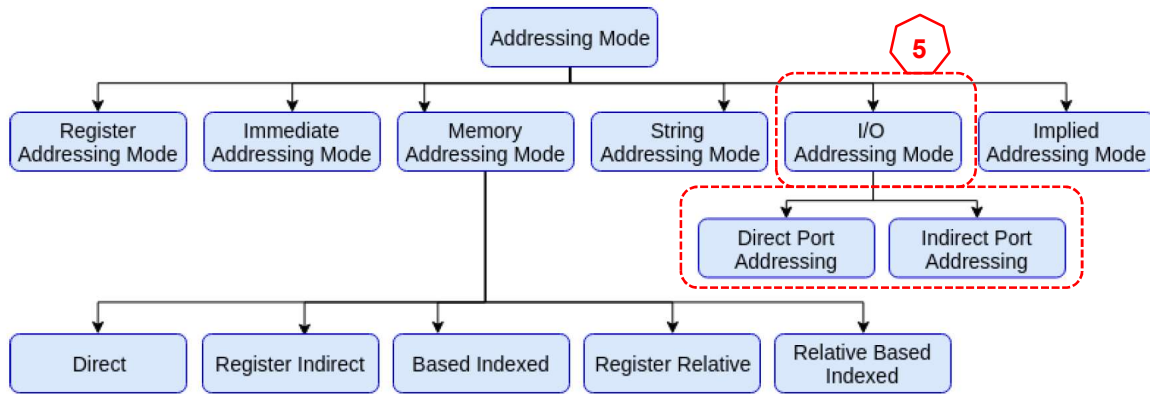 Addressing Mode
5
Register
Addressing Mode
Immediate
Addressing Mode
Memory
Addressing Mode
String
Addressing Mode
I/O
Addressing Mode
Implied
Addressing Mode
Direct Port
Addressing
Indirect Port
Addressing
Direct
Register Indirect
Based Indexed
Register Relative
Relative Based
Indexed